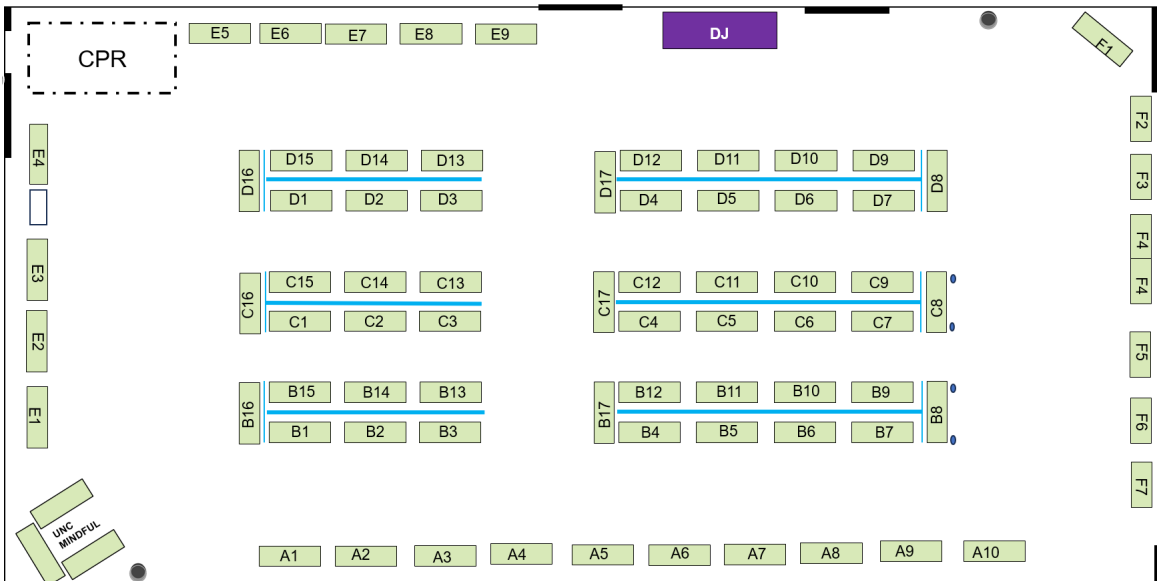 E5 E6 E7 E8 E9 DJ
CPR
F1
F2
E4
D15 D14 D13 D12 D11 D10 D9
D16 D17 D8
F3
D1 D2 D3 D4 D5 D6 D7
F4
E3
F4
C15 C14 C13 C12 C11 C10 C9
C16 C17 C8
C1 C2 C3 C4 C5 C6 C7
E2
F5
B15 B14 B13 B12 B11 B10 B9
E1
B16 B17 B8
F6
B1 B2 B3 B4 B5 B6 B7
F7
UNC
MINDFUL
A1 A2 A3 A4 A5 A6 A7 A8 A9 A10